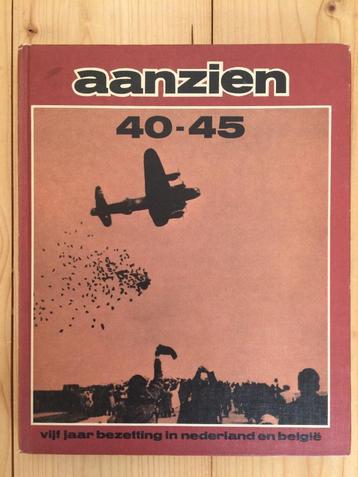 aanzien
40-45
vijf jaar bezetting in nederland en belgië